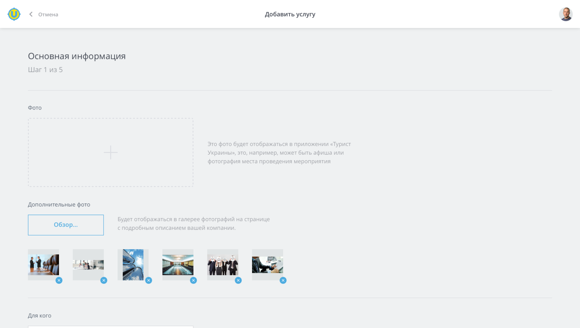 Отмена
Добавить услугу
Основная информация
Шаг 1 из 5
Фото
Это фото будет отображаться в приложении «Турист
Украины», это, например, может быть афиша или
фотография места проведения мероприятия
Дополнительные фото
Обзор...
Будет отображаться в галерее фотографий на странице
с подробным описанием вашей компании.
Для кого